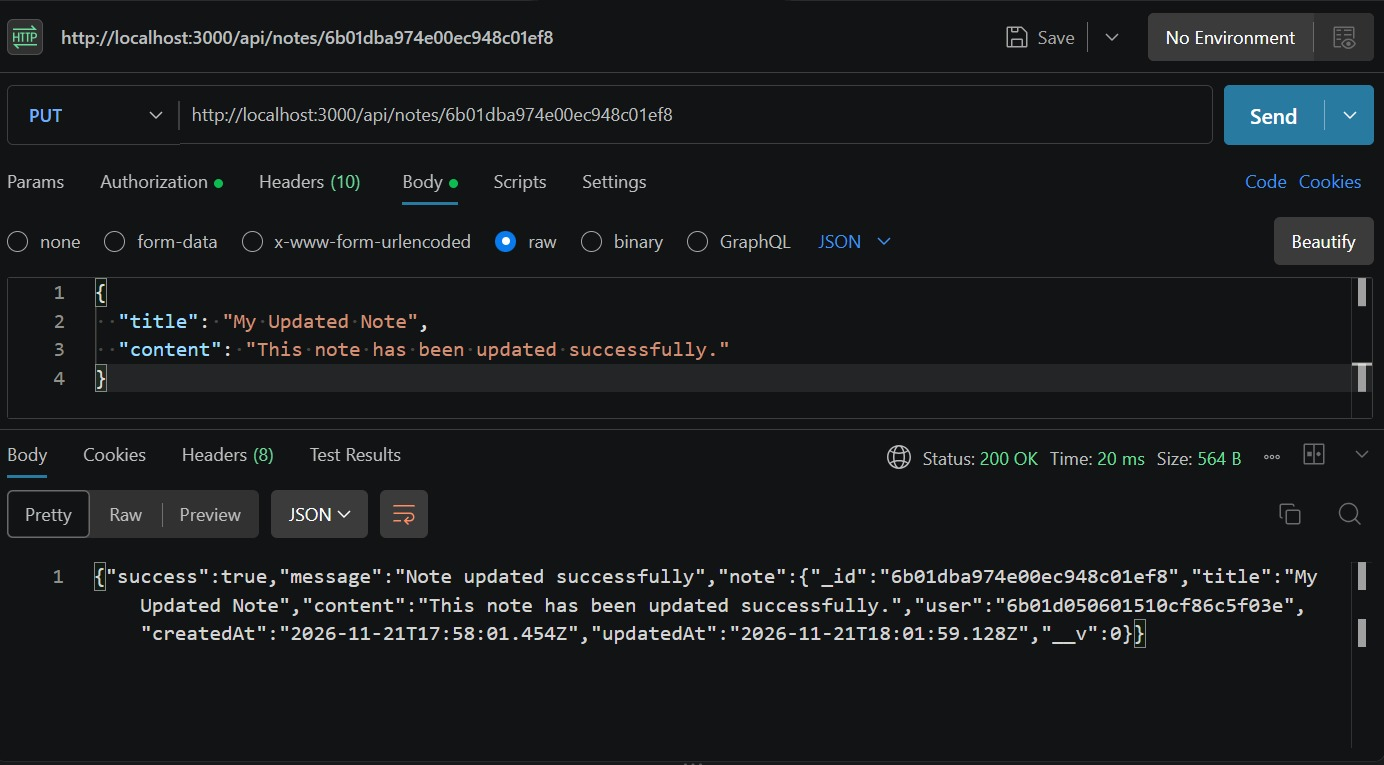 HTTP http://localhost:3000/api/notes/6b01dba974e00ec948c01ef8 Save No Environment
PUT http://localhost:3000/api/notes/6b01dba974e00ec948c01ef8 Send
Params Authorization Headers (10) Body Scripts Settings Code Cookies
none form-data x-www-form-urlencoded raw binary GraphQL JSON Beautify
1 {
2 "title": "My Updated Note",
3 "content": "This note has been updated successfully."
4 }
Body Cookies Headers (8) Test Results Status: 200 OK Time: 20 ms Size: 564 B
Pretty Raw Preview JSON
1 {"success":true,"message":"Note updated successfully","note":{"_id":"6b01dba974e00ec948c01ef8","title":"My
Updated Note","content":"This note has been updated successfully.","user":"6b01d050601510cf86c5f03e",
"createdAt":"2026-11-21T17:58:01.454Z","updatedAt":"2026-11-21T18:01:59.128Z","__v":0}}